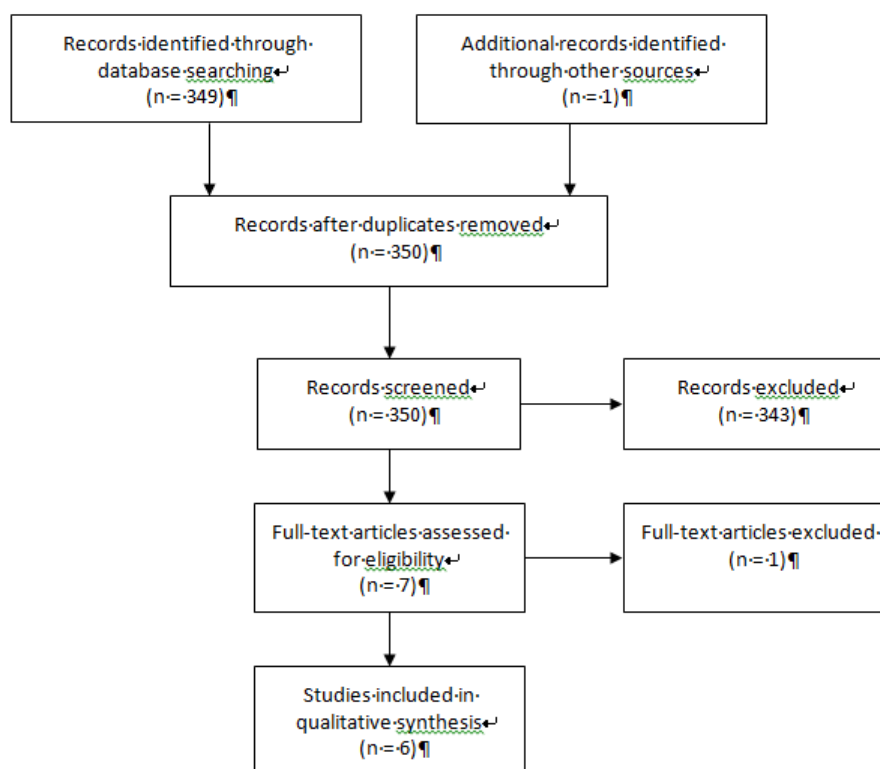 Records·identified·through·
database·searching↵
(n·=·349)¶
Additional·records·identified·
through·other·sources↵
(n·=·1)¶
Records·after·duplicates·removed↵
(n·=·350)¶
Records·screened↵
(n·=·350)¶
Records·excluded↵
(n·=·343)¶
Full-text·articles·assessed·
for·eligibility↵
(n·=·7)¶
Full-text·articles·excluded·
(n·=·1)¶
Studies·included·in·
qualitative·synthesis↵
(n·=·6)¶